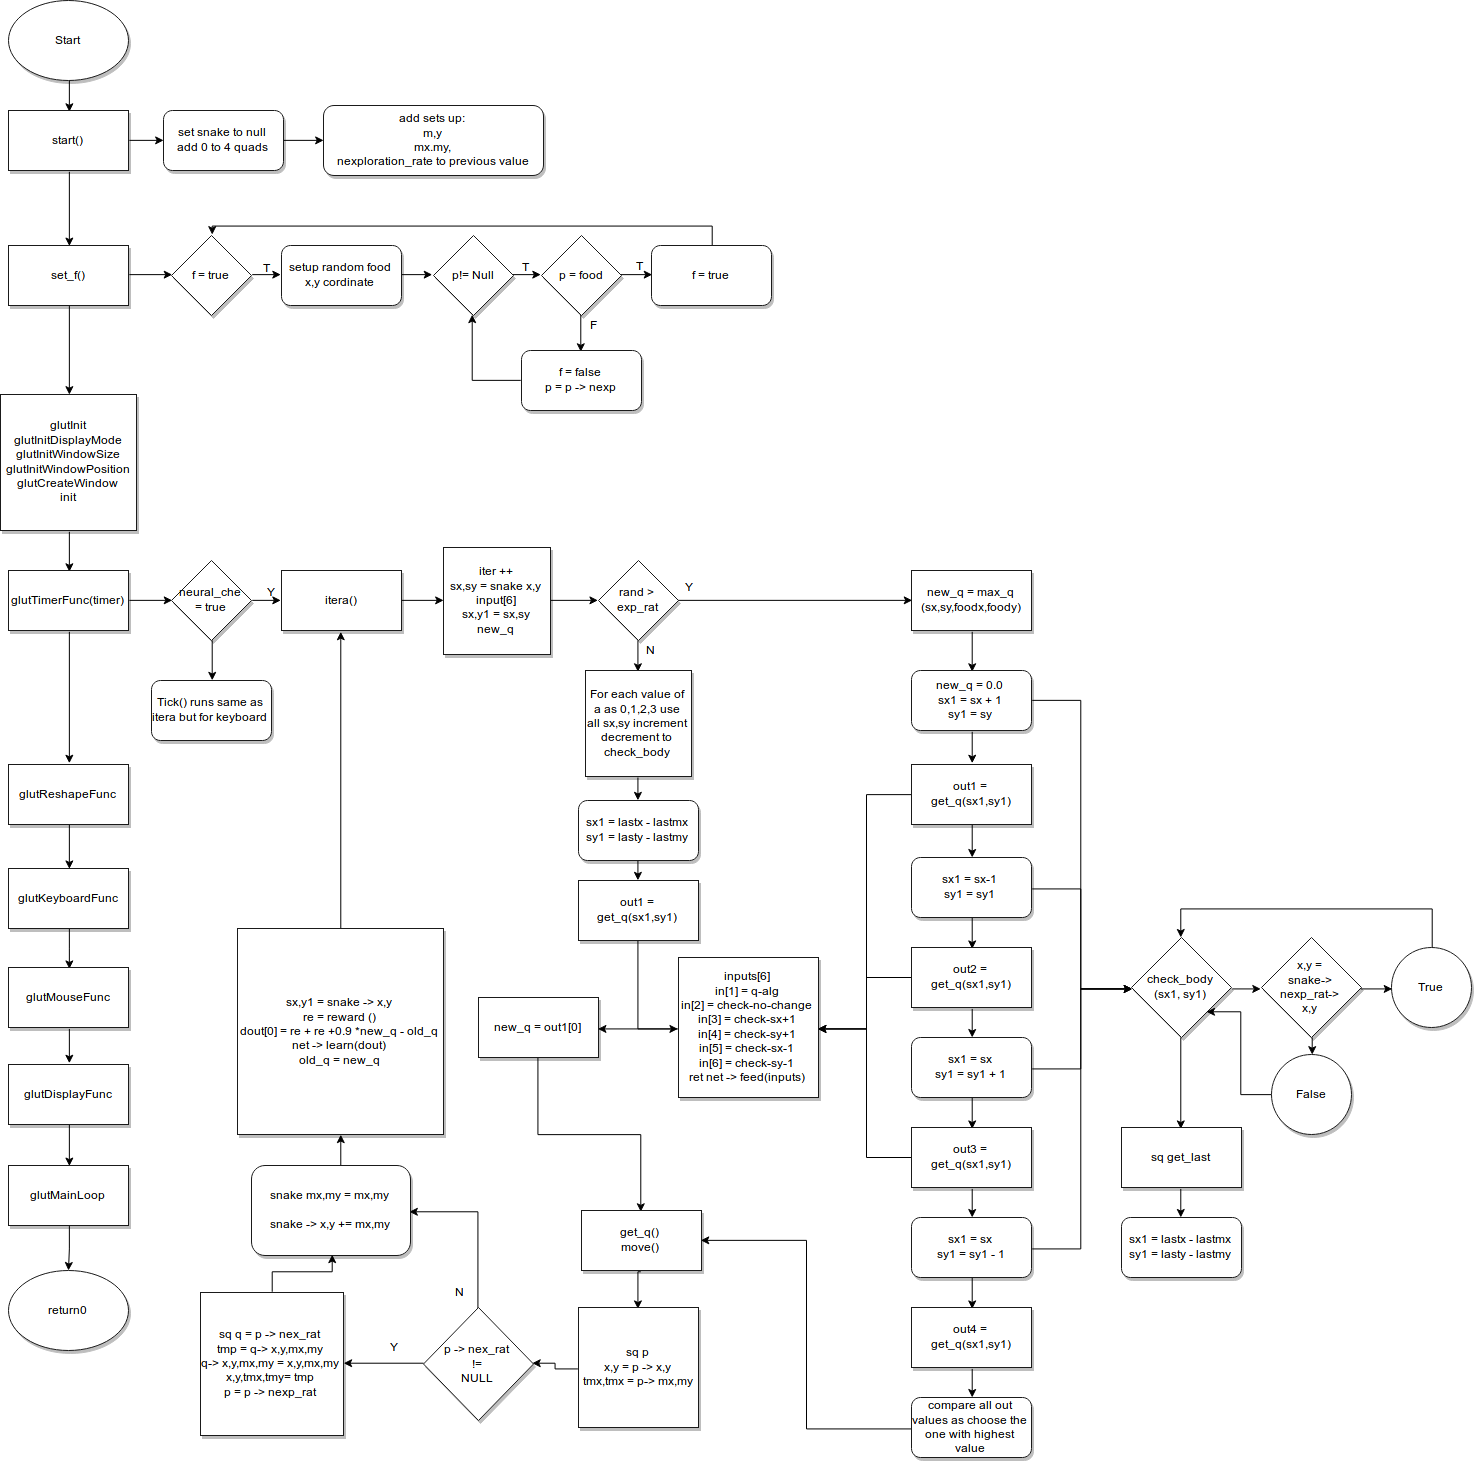 Start
start()
set snake to null
add 0 to 4 quads
add sets up:
m,y
mx.my,
nexploration_rate to previous value
set_f()
f = true
T
setup random food
x,y cordinate
p!= Null
T
p = food
T
f = true
F
f = false
p = p -> nexp
glutInit
glutInitDisplayMode
glutInitWindowSize
glutInitWindowPosition
glutCreateWindow
init
glutTimerFunc(timer)
neural_che
= true
Y
itera()
iter ++
sx,sy = snake x,y
input[6]
sx,y1 = sx,sy
new_q
rand >
exp_rat
Y
N
new_q = max_q
(sx,sy,foodx,foody)
Tick() runs same as
itera but for keyboard
For each value of
a as 0,1,2,3 use
all sx,sy increment
decrement to
check_body
new_q = 0.0
sx1 = sx + 1
sy1 = sy
glutReshapeFunc
sx1 = lastx - lastmx
sy1 = lasty - lastmy
out1 =
get_q(sx1,sy1)
glutKeyboardFunc
out1 =
get_q(sx1,sy1)
sx1 = sx-1
sy1 = sy1
glutMouseFunc
sx,y1 = snake -> x,y
re = reward ()
dout[0] = re + re +0.9 *new_q - old_q
net -> learn(dout)
old_q = new_q
new_q = out1[0]
inputs[6]
in[1] = q-alg
in[2] = check-no-change
in[3] = check-sx+1
in[4] = check-sy+1
in[5] = check-sx-1
in[6] = check-sy-1
ret net -> feed(inputs)
out2 =
get_q(sx1,sy1)
check_body
(sx1, sy1)
x,y =
snake->
nexp_rat->
x,y
True
glutDisplayFunc
sx1 = sx
sy1 = sy1 + 1
False
glutMainLoop
snake mx,my = mx,my
snake -> x,y += mx,my
out3 =
get_q(sx1,sy1)
sq get_last
get_q()
move()
sx1 = sx
sy1 = sy1 - 1
sx1 = lastx - lastmx
sy1 = lasty - lastmy
return0
N
Y
sq q = p -> nex_rat
tmp = q-> x,y,mx,my
q-> x,y,mx,my = x,y,mx,my
x,y,tmx,tmy= tmp
p = p -> nexp_rat
p -> nex_rat
!=
NULL
sq p
x,y = p -> x,y
tmx,tmx = p-> mx,my
out4 =
get_q(sx1,sy1)
compare all out
values as choose the
one with highest
value